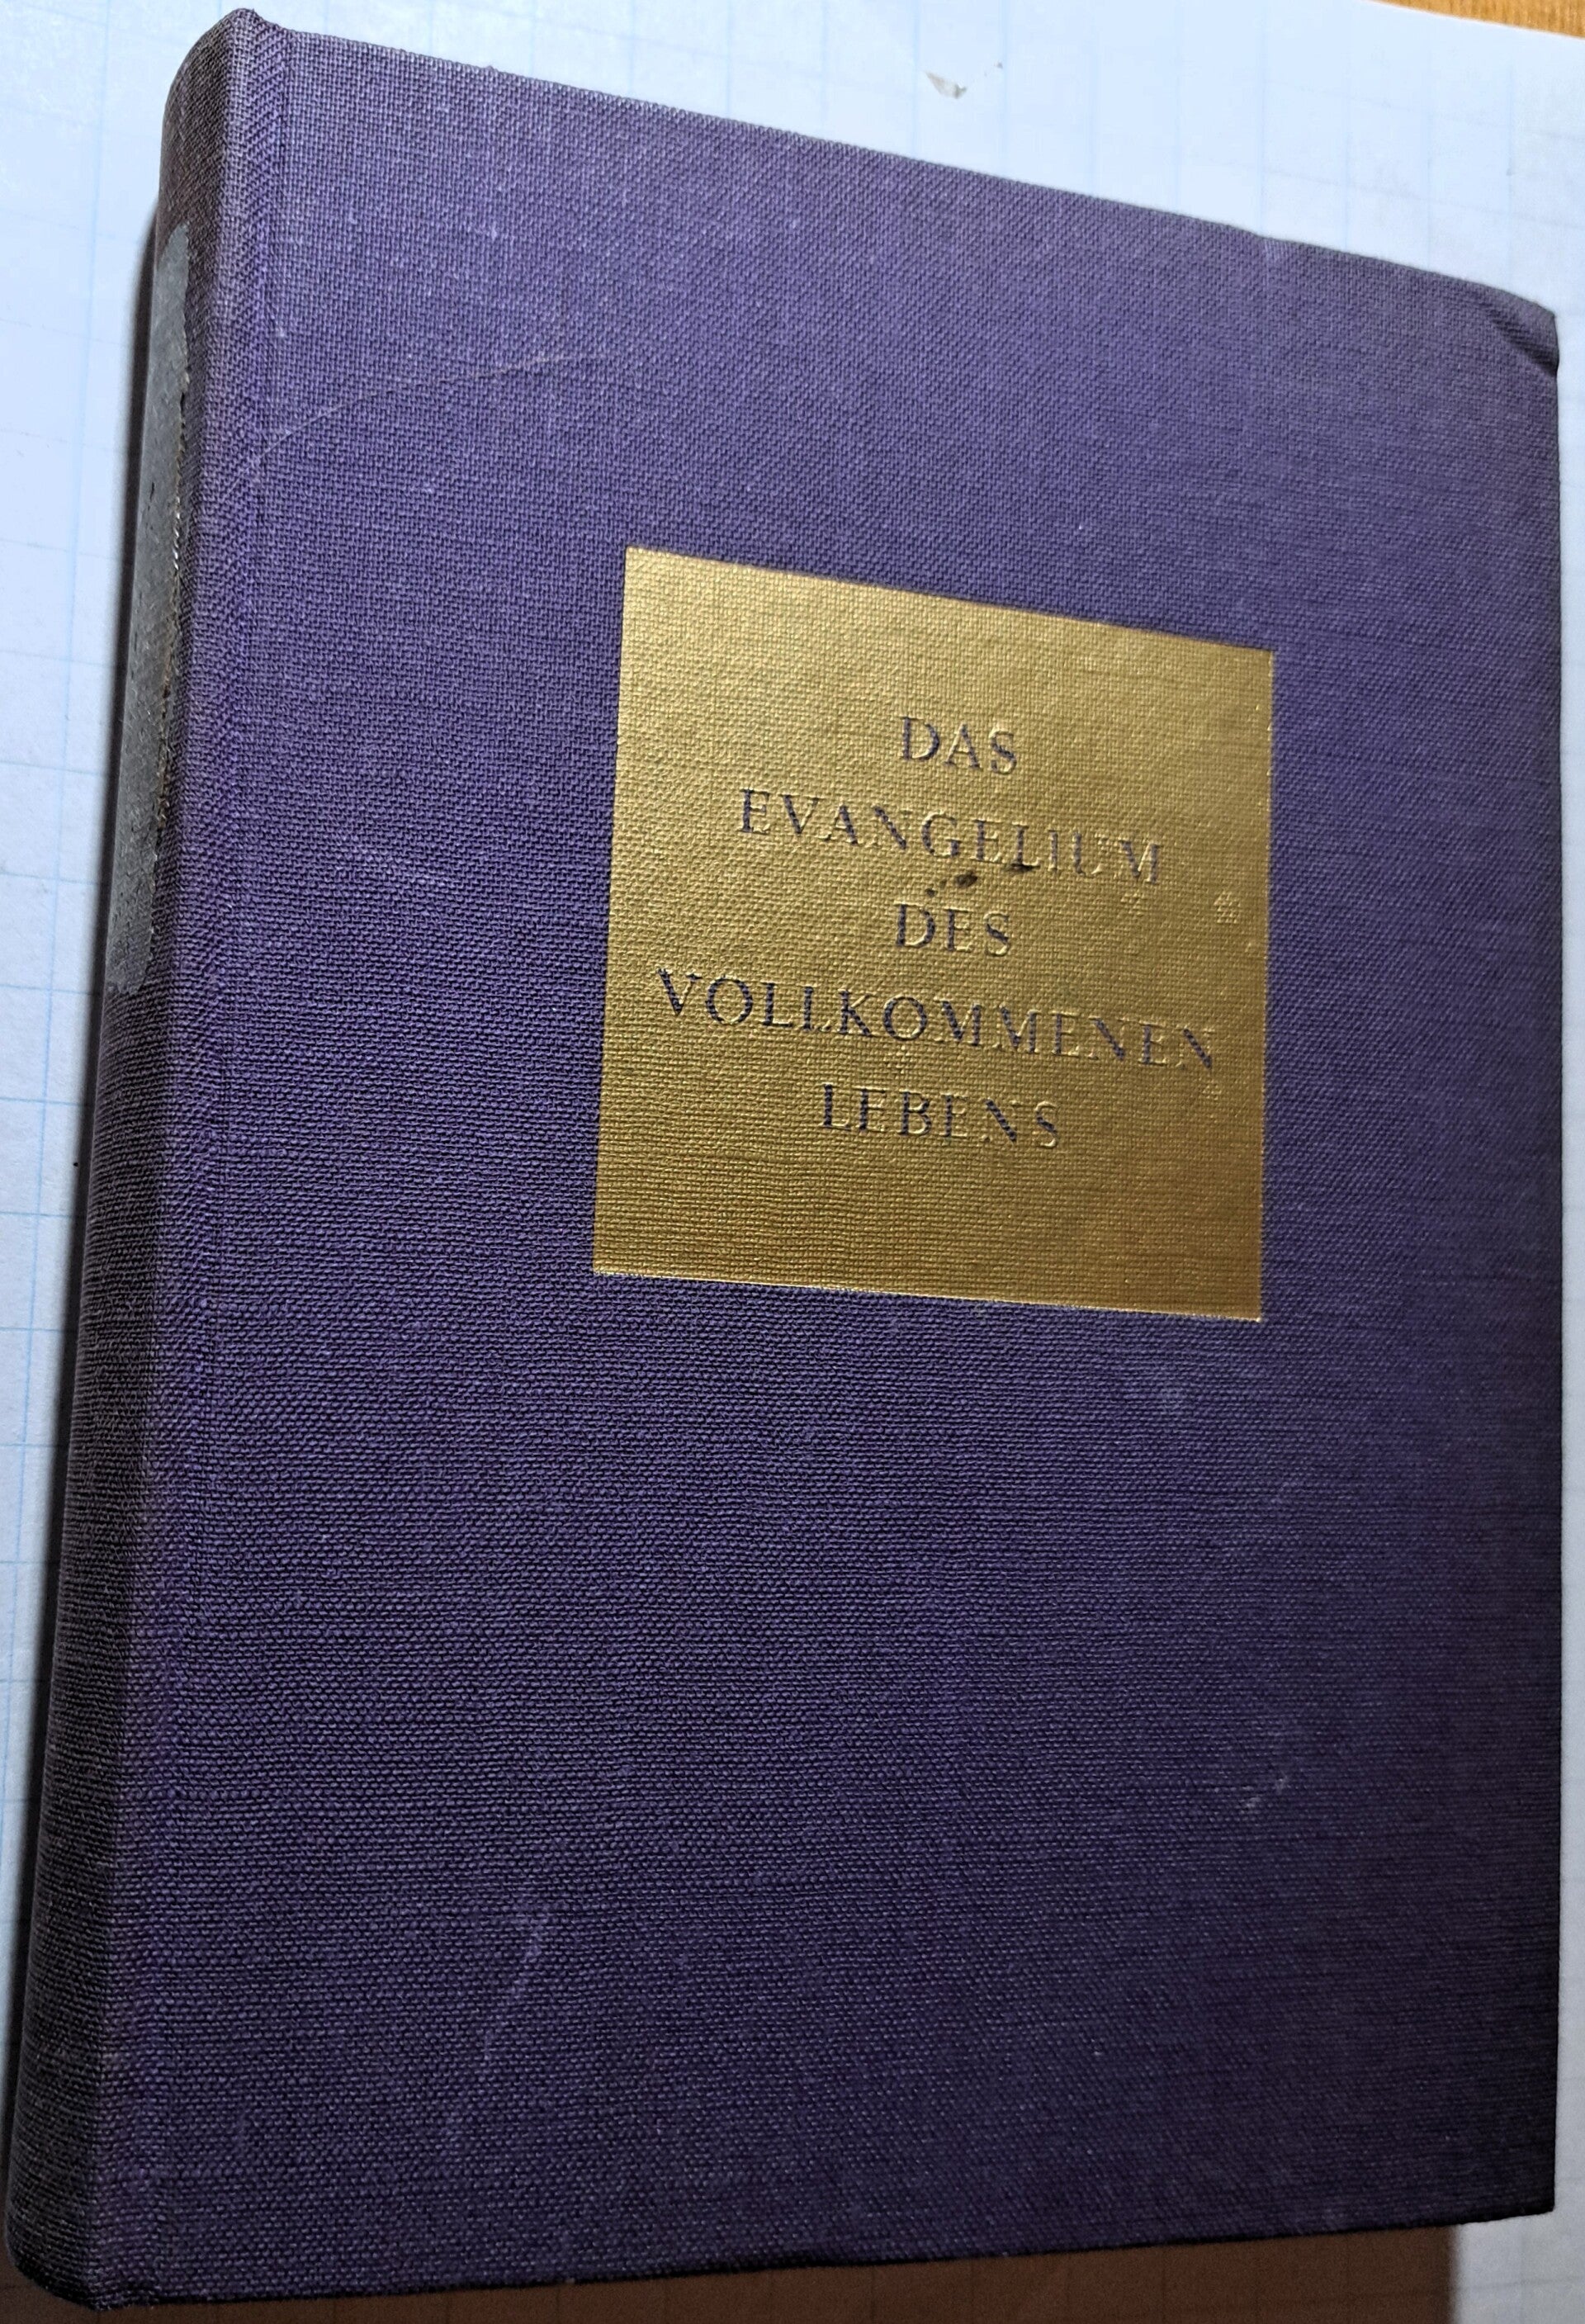 DAS
EVANGELIUM
DES
VOLLKOMMENEN
LEBENS